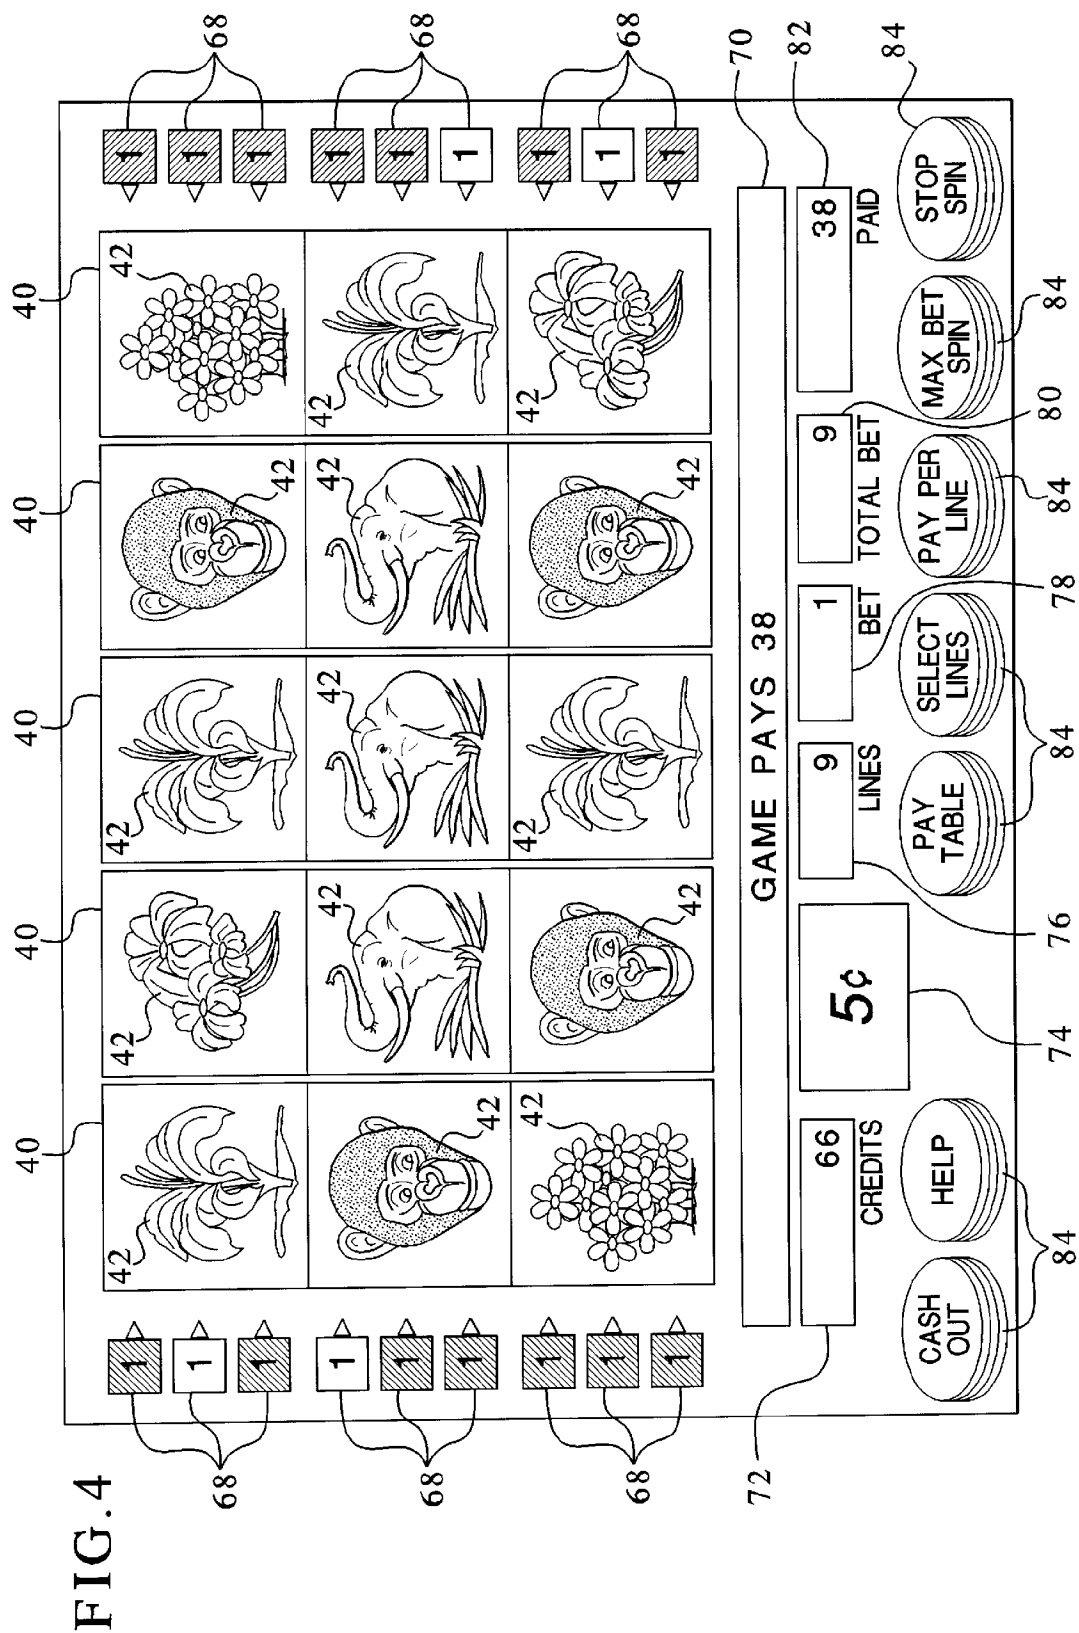 FIG.4
40 40 40 40 40
42 42 42 42 42
1 1
68 1 1 68
1 1
42 42 42 42 42
1 1
68 1 1 68
1 1
42 42 42 42 42
1 1
68 1 1 68
1 1
GAME PAYS 38
70
72
66
CREDITS
5¢
9
LINES
1
BET
9
TOTAL BET
38
PAID
82
CASH
OUT
HELP
PAY
TABLE
SELECT
LINES
PAY PER
LINE
MAX BET
SPIN
STOP
SPIN
84
84 74 76 84 78 84 80 84